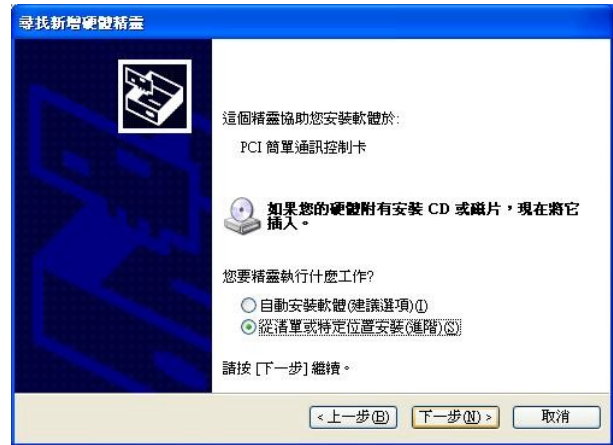 尋找新增硬體精靈
這個精靈協助您安裝軟體於:
PCI 簡單通訊控制卡
如果您的硬體附有安裝 CD 或磁片，現在將它
插入。
您要精靈執行什麼工作?
自動安裝軟體(建議選項)(I)
從清單或特定位置安裝(進階)(S)
請按 [下一步] 繼續。
<上一步(B) 下一步(N)> 取消